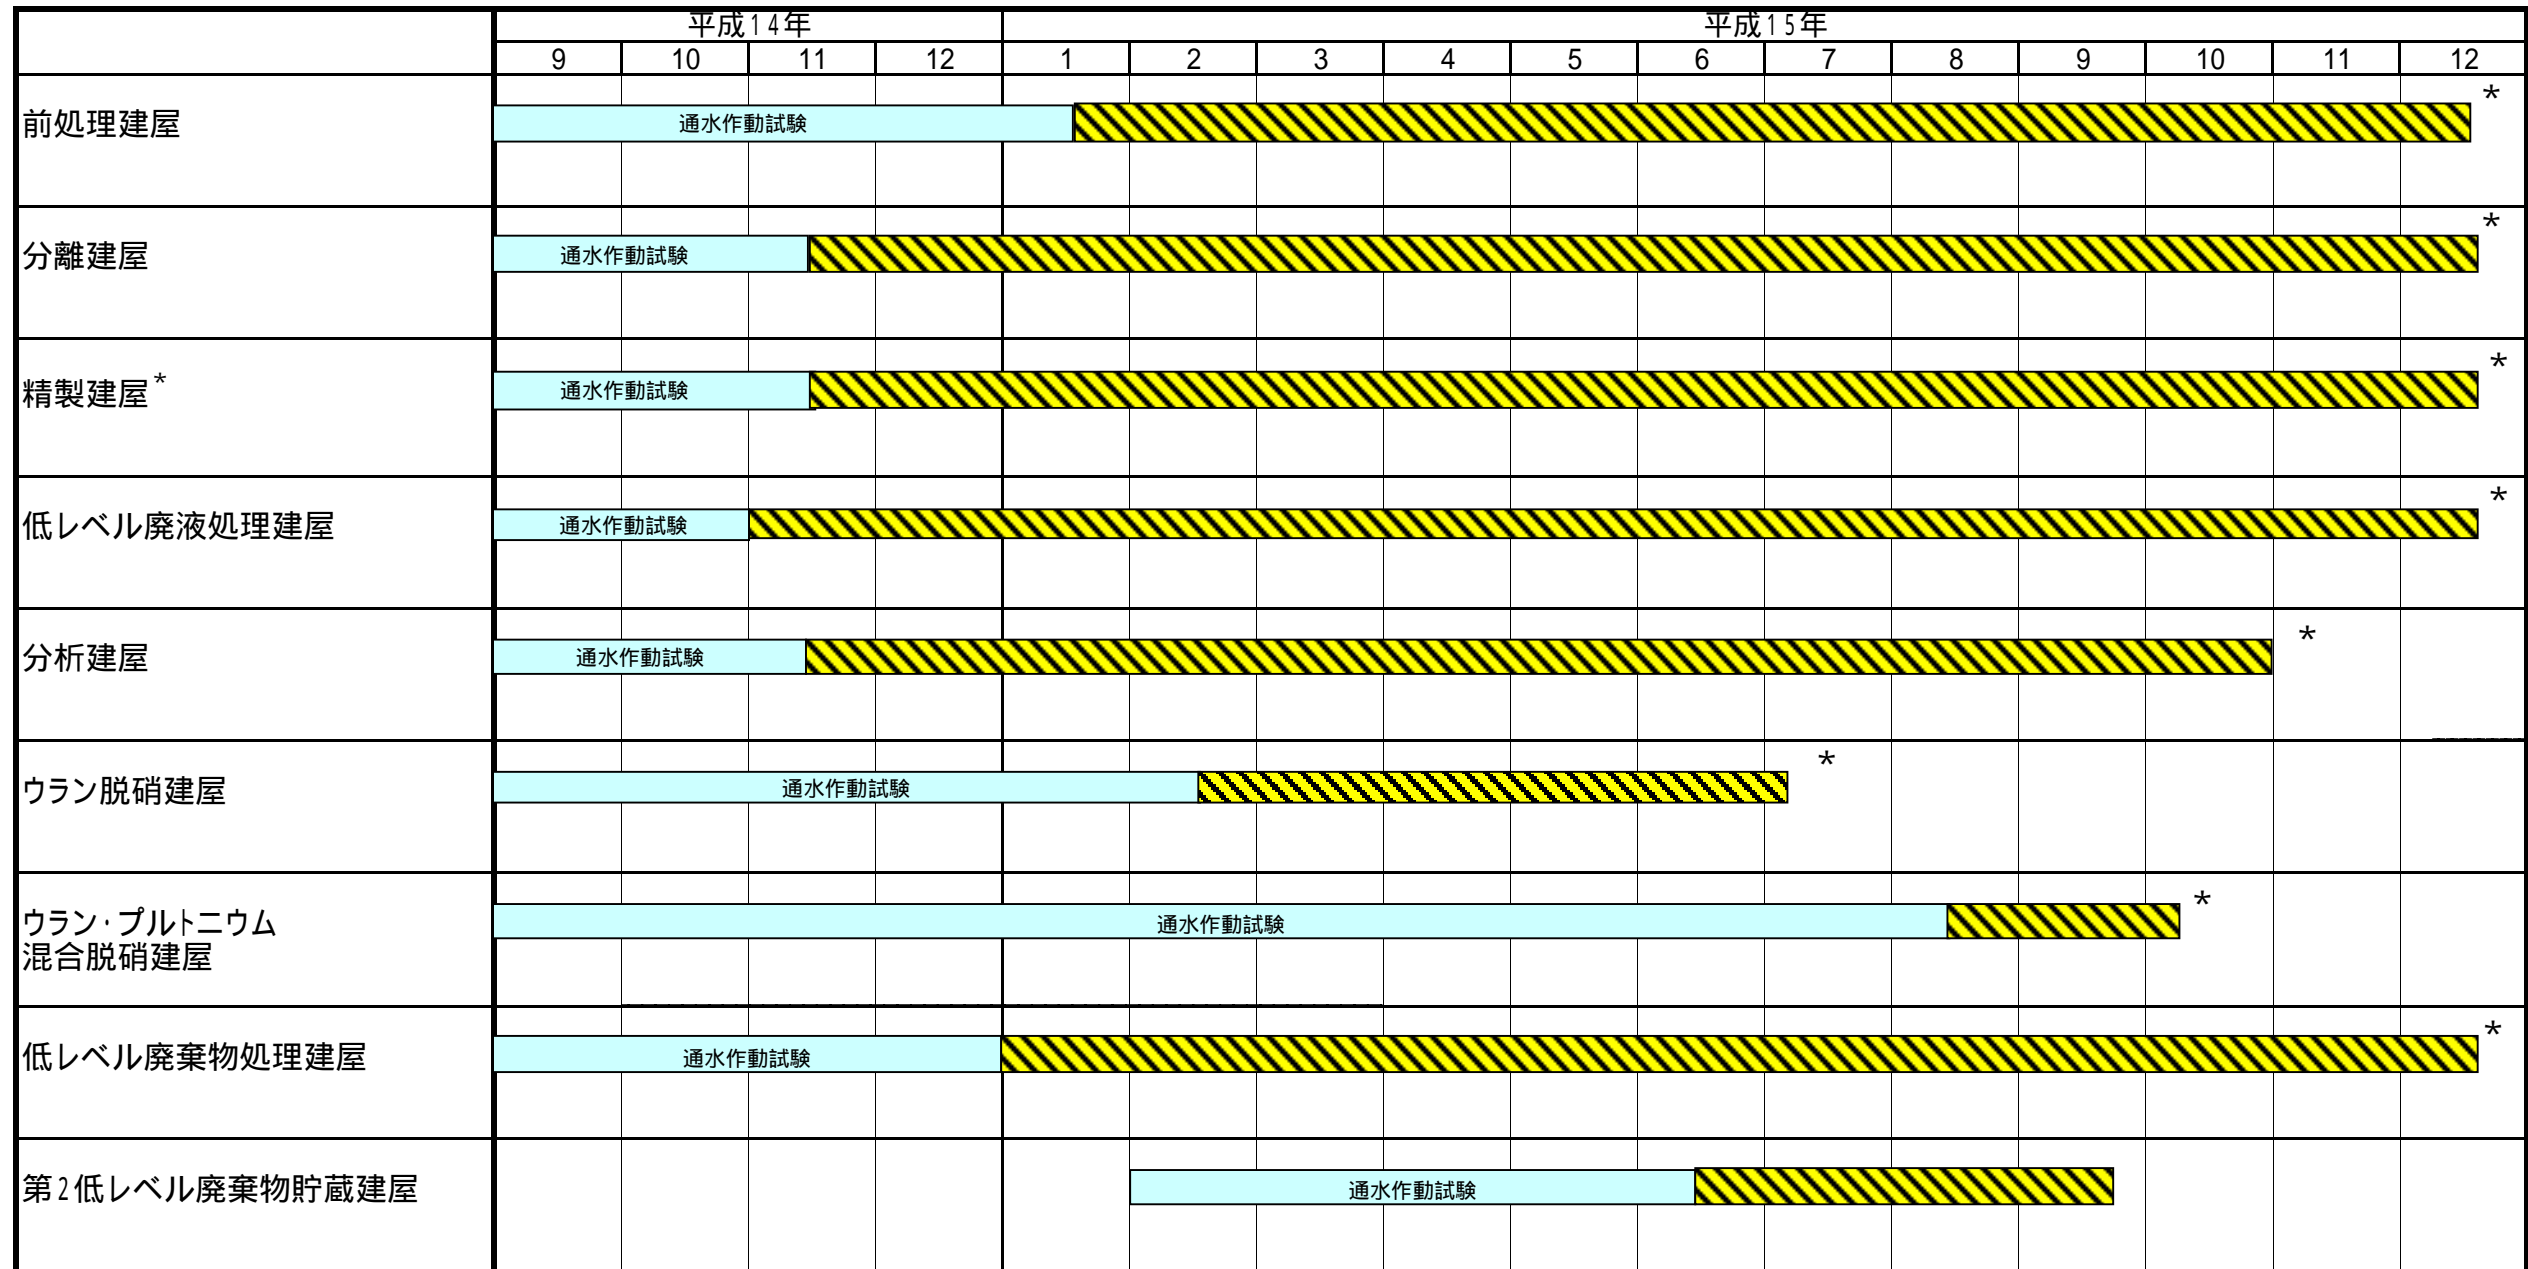 平成14年 平成15年
9 10 11 12 1 2 3 4 5 6 7 8 9 10 11 12
*
前処理建屋 通水作動試験
*
分離建屋 通水作動試験
*
精製建屋* 通水作動試験
*
低レベル廃液処理建屋 通水作動試験
*
分析建屋 通水作動試験
*
ウラン脱硝建屋 通水作動試験
*
ウラン・プルトニウム 通水作動試験
混合脱硝建屋
*
低レベル廃棄物処理建屋 通水作動試験
第2低レベル廃棄物貯蔵建屋 通水作動試験